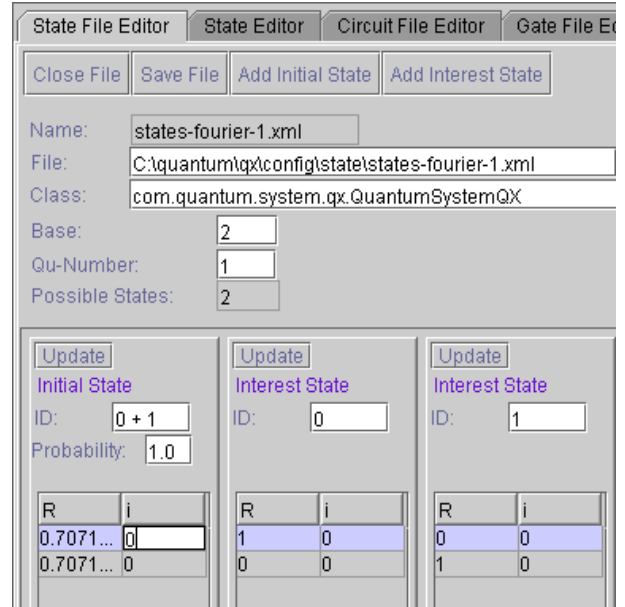 State File Editor State Editor Circuit File Editor Gate File Ed
Close File Save File Add Initial State Add Interest State
Name: states-fourier-1.xml
File: C:\quantum\qx\config\state\states-fourier-1.xml
Class: com.quantum.system.qx.QuantumSystemQX
Base: 2
Qu-Number: 1
Possible States: 2
Update Update Update
Initial State Interest State Interest State
ID: 0 + 1 ID: 0 ID: 1
Probability: 1.0
R i R i R i
0.7071... 0 1 0 0 0
0.7071... 0 0 0 1 0